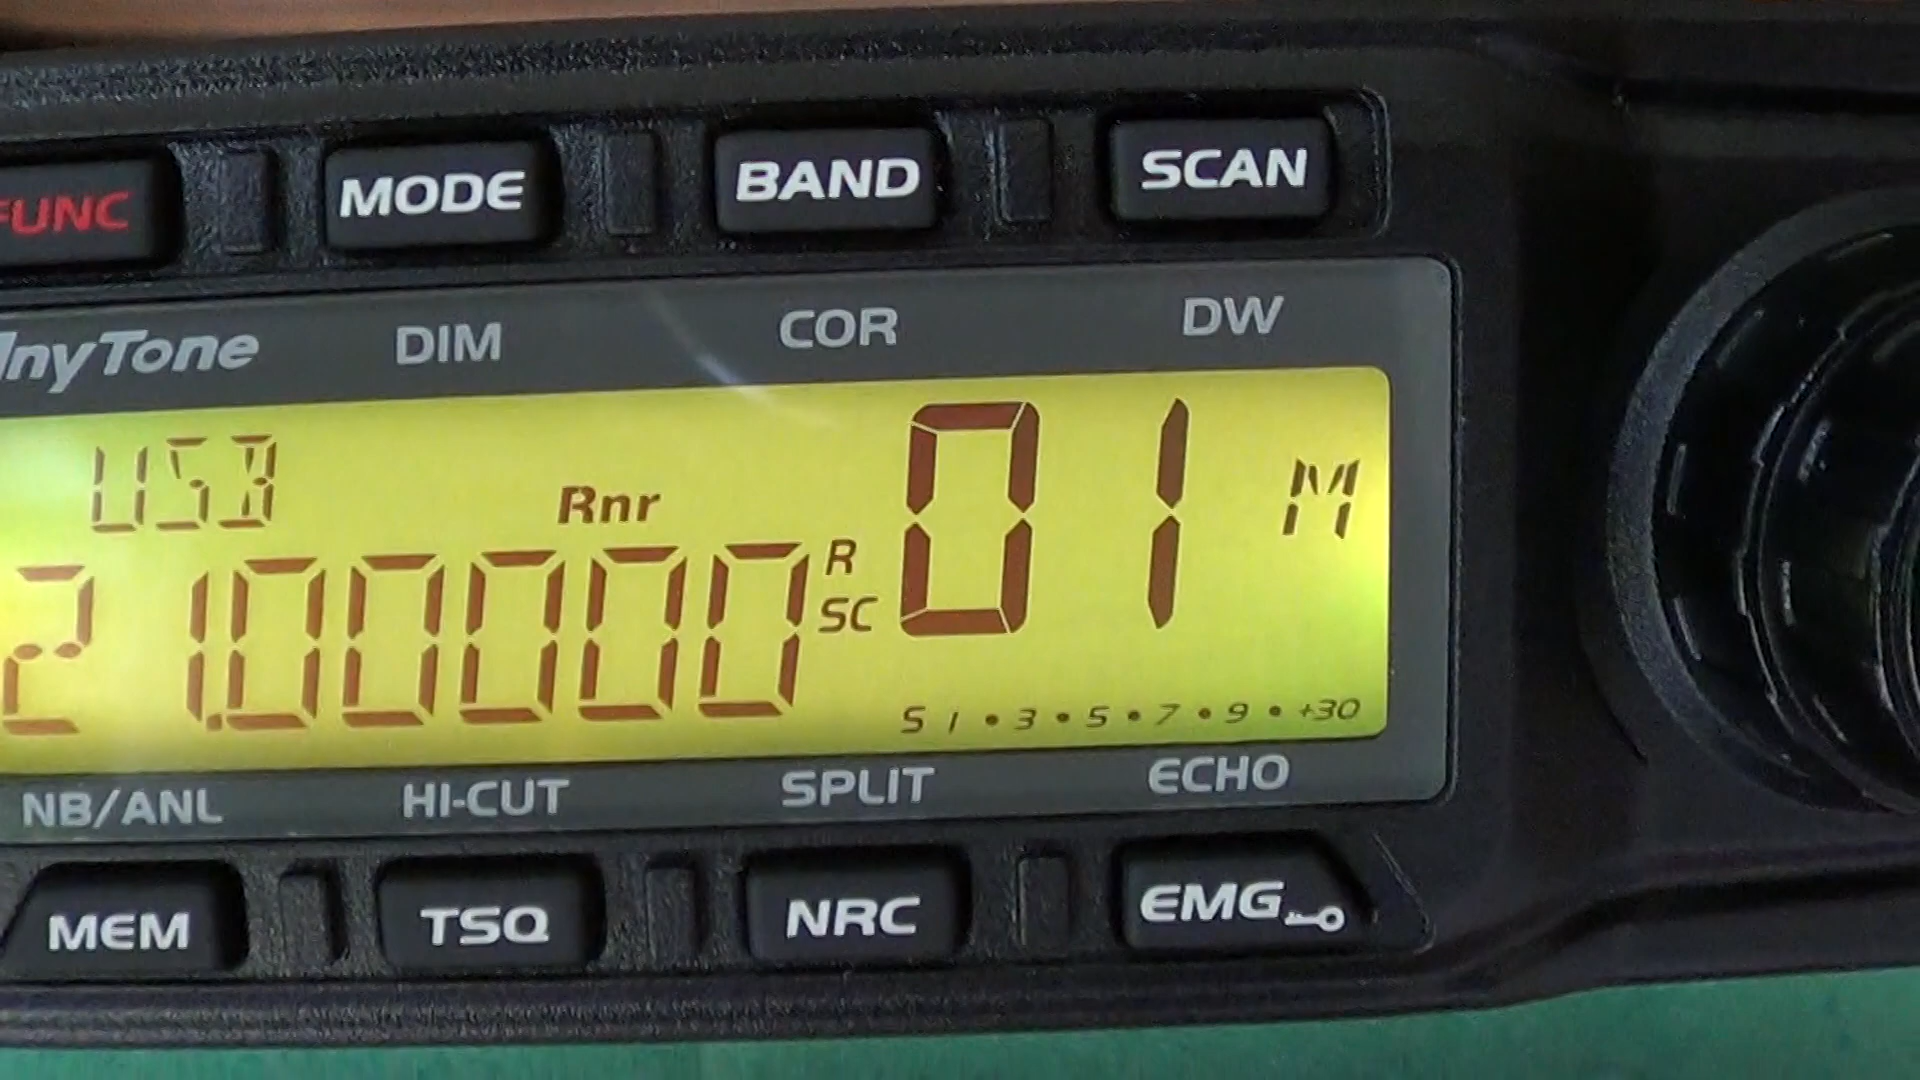 FUNC MODE BAND SCAN
AnyTone DIM COR DW
USB Rnr 01 M
21.00000 R
SC
S 1 • 3 • 5 • 7 • 9 • +30
NB/ANL HI-CUT SPLIT ECHO
MEM TSQ NRC EMG